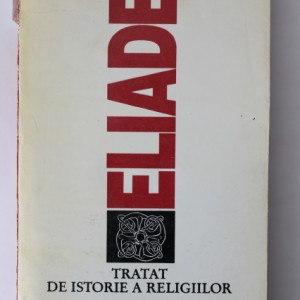 ELIADE
TRATAT
DE ISTORIE A RELIGIILOR